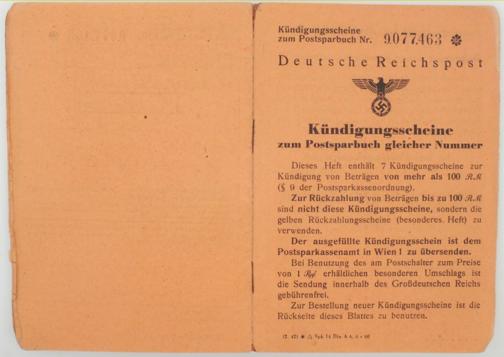 Kündigungsscheine
zum Postsparbuch Nr. 9.077.463 ✽
Deutsche Reichspost
Kündigungsscheine
zum Postsparbuch gleicher Nummer
Dieses Heft enthält 7 Kündigungsscheine zur
Kündigung von Beträgen von mehr als 100 RM
(§ 9 der Postsparkassenordnung).
Zur Rückzahlung von Beträgen bis zu 100 RM
sind nicht diese Kündigungsscheine, sondern die
gelben Rückzahlungsscheine (besonderes Heft) zu
verwenden.
Der ausgefüllte Kündigungsschein ist dem
Postsparkassenamt in Wien 1 zu übersenden.
Bei Benutzung des am Postschalter zum Preise
von 1 Rpf erhältlichen besonderen Umschlags ist
die Sendung innerhalb des Großdeutschen Reichs
gebührenfrei.
Zur Bestellung neuer Kündigungsscheine ist die
Rückseite dieses Blattes zu benutzen.